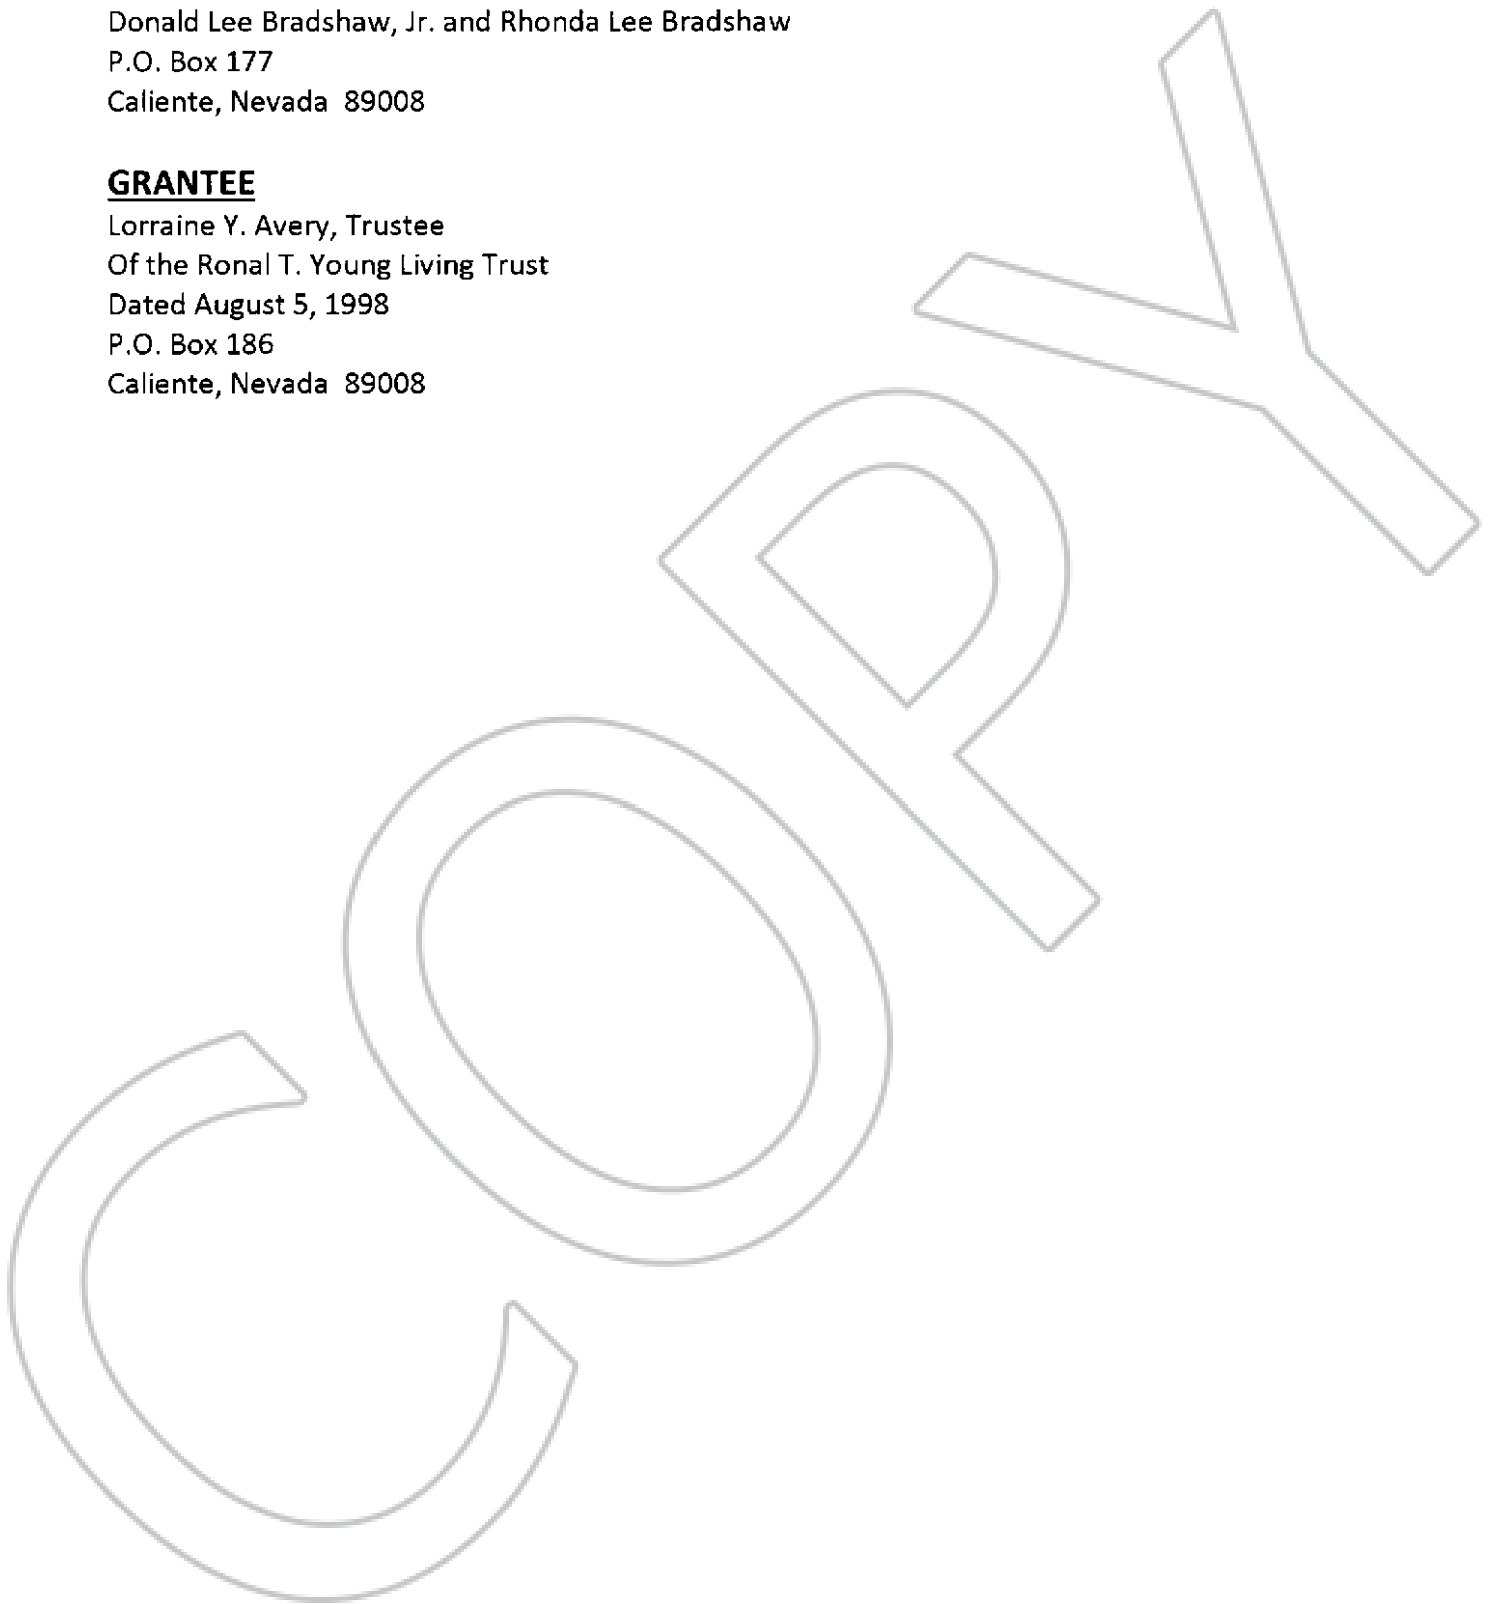 Donald Lee Bradshaw, Jr. and Rhonda Lee Bradshaw
P.O. Box 177
Caliente, Nevada  89008
GRANTEE
Lorraine Y. Avery, Trustee
Of the Ronal T. Young Living Trust
Dated August 5, 1998
P.O. Box 186
Caliente, Nevada  89008
COPY